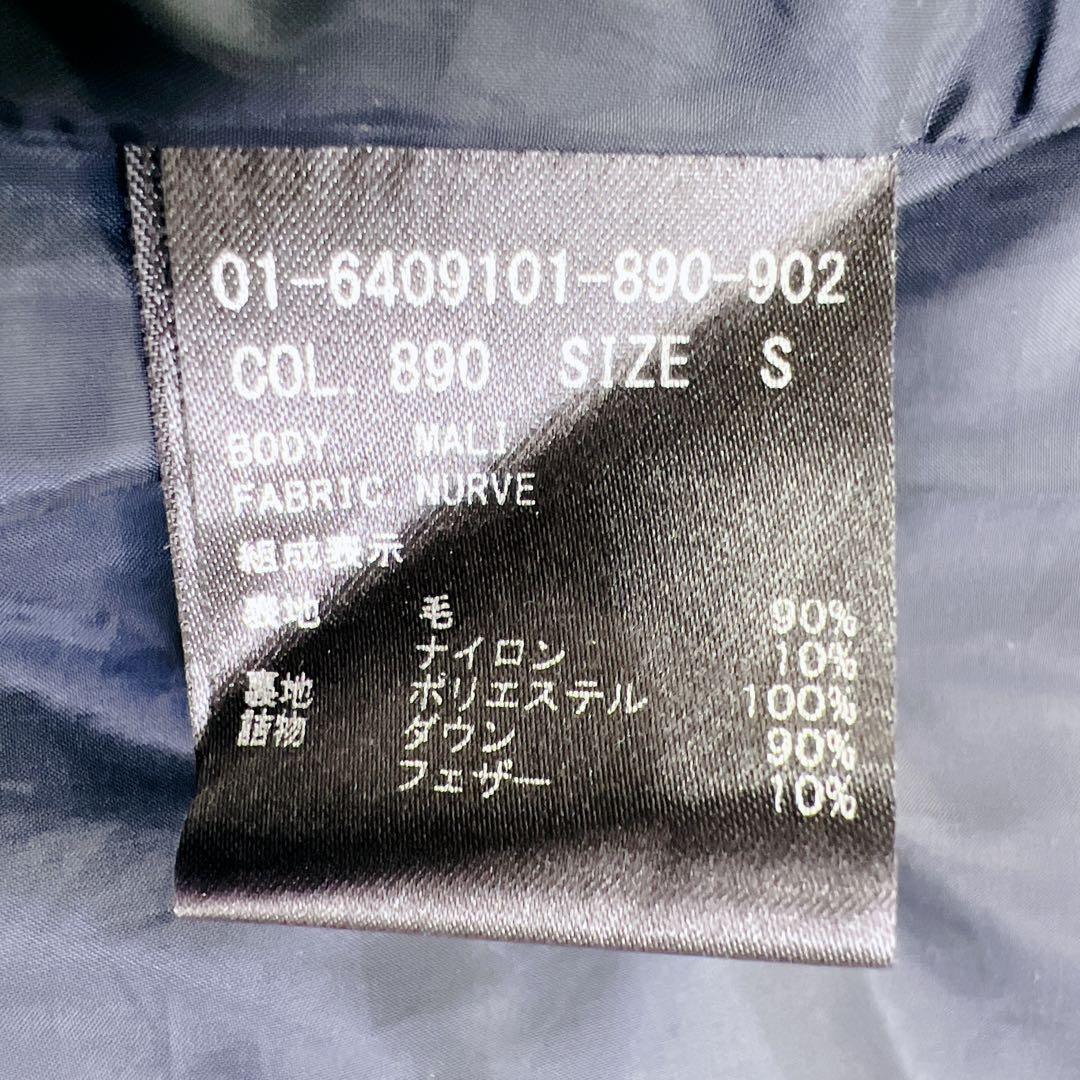 01-6409101-890-902
COL. 890 SIZE S
BODY MALI
FABRIC NURVE
組成表示
表地 毛 90%
ナイロン 10%
裏地 ポリエステル 100%
詰物 ダウン 90%
フェザー 10%